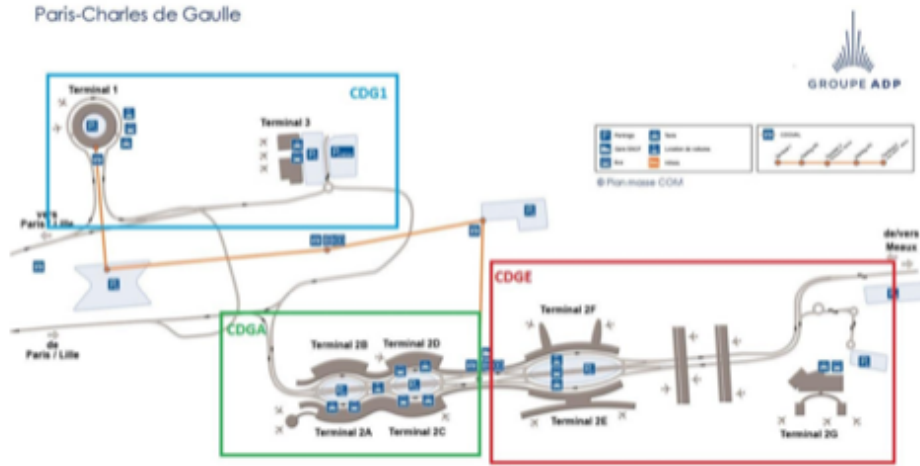 Paris-Charles de Gaulle
GROUPE ADP
Terminal 1
CDG1
Terminal 3
Parkings
Taxis
Gare SNCF
Location de voitures
Bus
CDGVAL
© Plan masse COM
vers
Paris / Lille
de/vers
Meaux
CDGE
Terminal 2F
CDGA
de
Paris / Lille
Terminal 2B
Terminal 2D
Terminal 2A
Terminal 2C
Terminal 2E
Terminal 2G